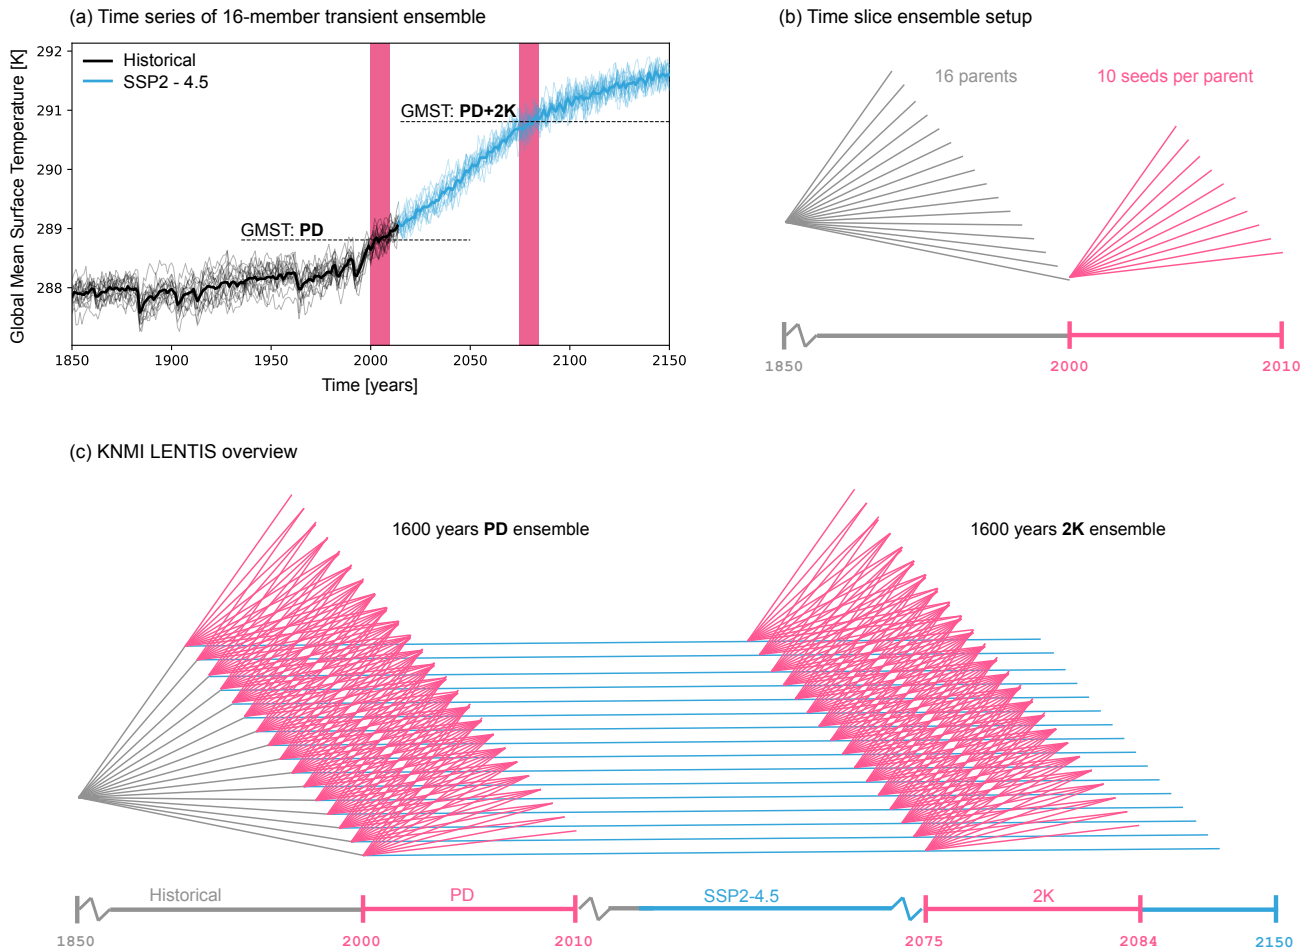 (a) Time series of 16-member transient ensemble
Global Mean Surface Temperature [K]
292
291
290
289
288
Historical
SSP2 - 4.5
GMST: PD+2K
GMST: PD
1850
1900
1950
2000
2050
2100
2150
Time [years]
(b) Time slice ensemble setup
16 parents
10 seeds per parent
1850
2000
2010
(c) KNMI LENTIS overview
1600 years PD ensemble
1600 years 2K ensemble
Historical
PD
SSP2-4.5
2K
1850
2000
2010
2075
2084
2150